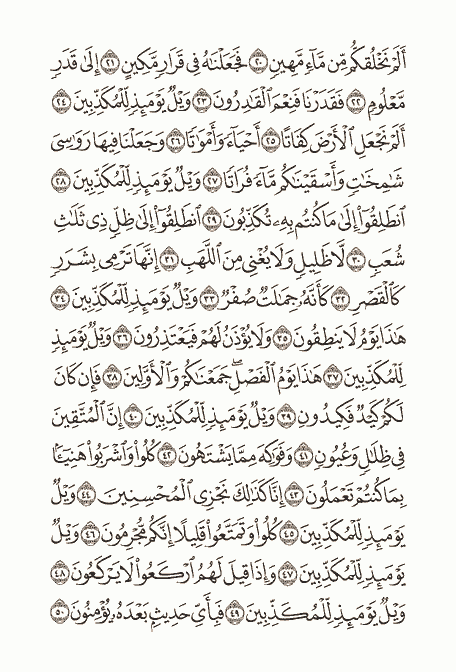 أَلَمْ نَخْلُقكُّم مِّن مَّآءٍ مَّهِينٍ ٢٠ فَجَعَلْنَٰهُ فِى قَرَارٍ مَّكِينٍ ٢١ إِلَىٰ قَدَرٍ
مَّعْلُومٍ ٢٢ فَقَدَرْنَا فَنِعْمَ ٱلْقَٰدِرُونَ ٢٣ وَيْلٌ يَوْمَئِذٍ لِّلْمُكَذِّبِينَ ٢٤
أَلَمْ نَجْعَلِ ٱلْأَرْضَ كِفَاتًا ٢٥ أَحْيَآءً وَأَمْوَٰتًا ٢٦ وَجَعَلْنَا فِيهَا رَوَٰسِىَ
شَٰمِخَٰتٍ وَأَسْقَيْنَٰكُم مَّآءً فُرَاتًا ٢٧ وَيْلٌ يَوْمَئِذٍ لِّلْمُكَذِّبِينَ ٢٨
ٱنطَلِقُوٓا۟ إِلَىٰ مَا كُنتُم بِهِۦ تُكَذِّبُونَ ٢٩ ٱنطَلِقُوٓا۟ إِلَىٰ ظِلٍّ ذِى ثَلَٰثِ
شُعَبٍ ٣٠ لَّا ظَلِيلٍ وَلَا يُغْنِى مِنَ ٱللَّهَبِ ٣١ إِنَّهَا تَرْمِى بِشَرَرٍ
كَٱلْقَصْرِ ٣٢ كَأَنَّهُۥ جِمَٰلَتٌ صُفْرٌ ٣٣ وَيْلٌ يَوْمَئِذٍ لِّلْمُكَذِّبِينَ ٣٤
هَٰذَا يَوْمُ لَا يَنطِقُونَ ٣٥ وَلَا يُؤْذَنُ لَهُمْ فَيَعْتَذِرُونَ ٣٦ وَيْلٌ يَوْمَئِذٍ
لِّلْمُكَذِّبِينَ ٣٧ هَٰذَا يَوْمُ ٱلْفَصْلِ ۖ جَمَعْنَٰكُمْ وَٱلْأَوَّلِينَ ٣٨ فَإِن كَانَ
لَكُمْ كَيْدٌ فَكِيدُونِ ٣٩ وَيْلٌ يَوْمَئِذٍ لِّلْمُكَذِّبِينَ ٤٠ إِنَّ ٱلْمُتَّقِينَ
فِى ظِلَٰلٍ وَعُيُونٍ ٤١ وَفَوَٰكِهَ مِمَّا يَشْتَهُونَ ٤٢ كُلُوا۟ وَٱشْرَبُوا۟ هَنِيٓـًٔۢا
بِمَا كُنتُمْ تَعْمَلُونَ ٤٣ إِنَّا كَذَٰلِكَ نَجْزِى ٱلْمُحْسِنِينَ ٤٤ وَيْلٌ
يَوْمَئِذٍ لِّلْمُكَذِّبِينَ ٤٥ كُلُوا۟ وَتَمَتَّعُوا۟ قَلِيلًا إِنَّكُم مُّجْرِمُونَ ٤٦ وَيْلٌ
يَوْمَئِذٍ لِّلْمُكَذِّبِينَ ٤٧ وَإِذَا قِيلَ لَهُمُ ٱرْكَعُوا۟ لَا يَرْكَعُونَ ٤٨
وَيْلٌ يَوْمَئِذٍ لِّلْمُكَذِّبِينَ ٤٩ فَبِأَىِّ حَدِيثٍۭ بَعْدَهُۥ يُؤْمِنُونَ ٥٠